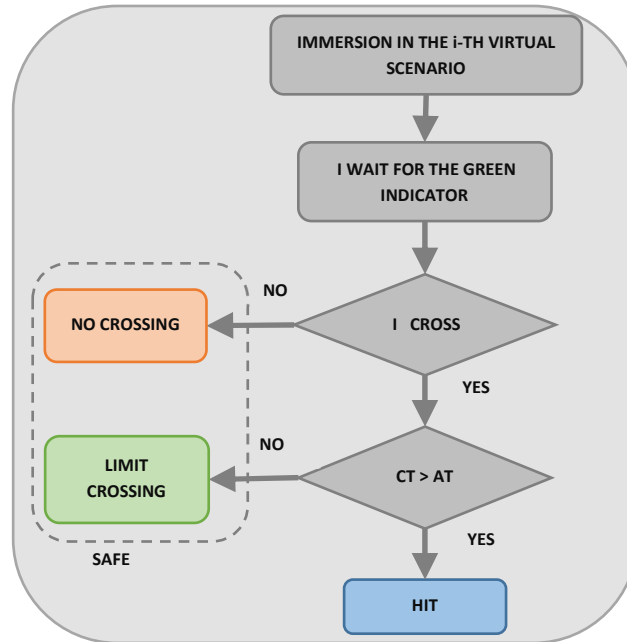 IMMERSION IN THE i-TH VIRTUAL
SCENARIO
I WAIT FOR THE GREEN
INDICATOR
NO
NO CROSSING
I CROSS
YES
NO
LIMIT
CROSSING
CT > AT
YES
SAFE
HIT